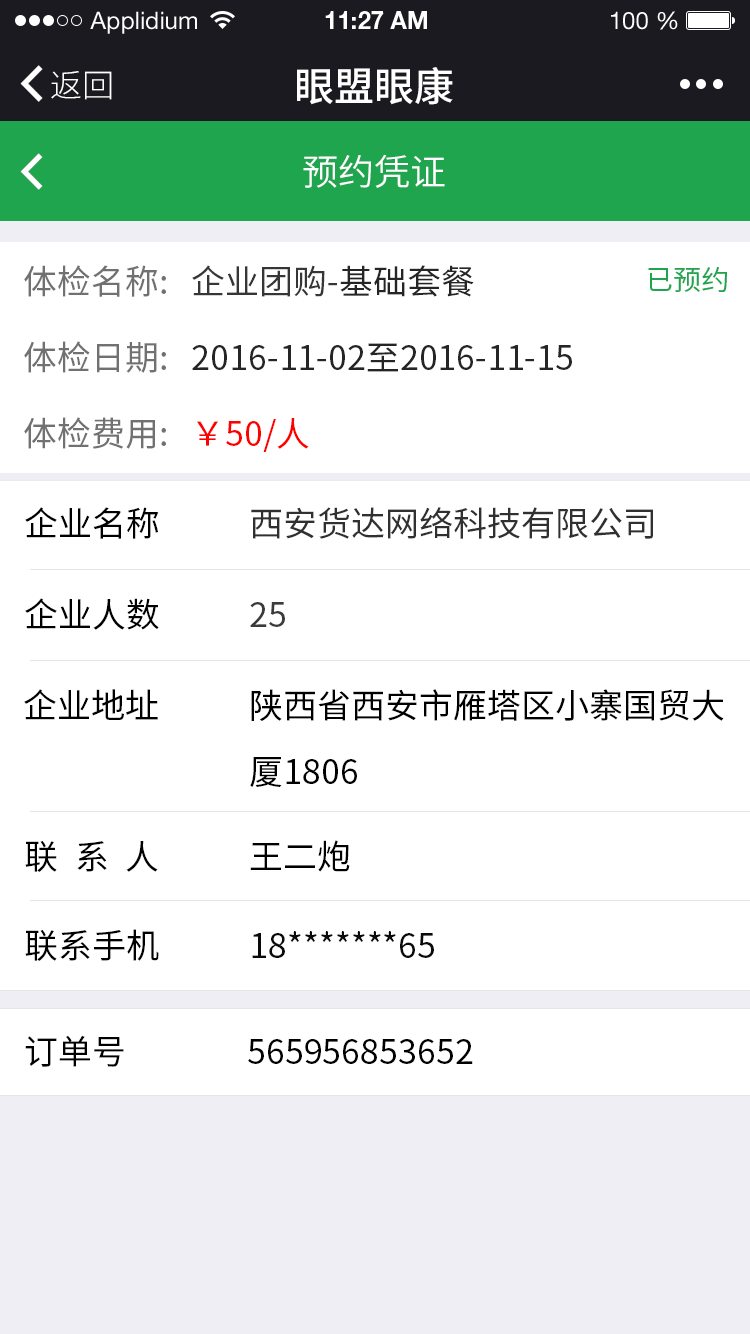 Applidium 11:27 AM 100 %
返回 眼盟眼康
预约凭证
体检名称: 企业团购-基础套餐 已预约
体检日期: 2016-11-02至2016-11-15
体检费用: ￥50/人
企业名称 西安货达网络科技有限公司
企业人数 25
企业地址 陕西省西安市雁塔区小寨国贸大
厦1806
联 系 人 王二炮
联系手机 18*******65
订单号 565956853652